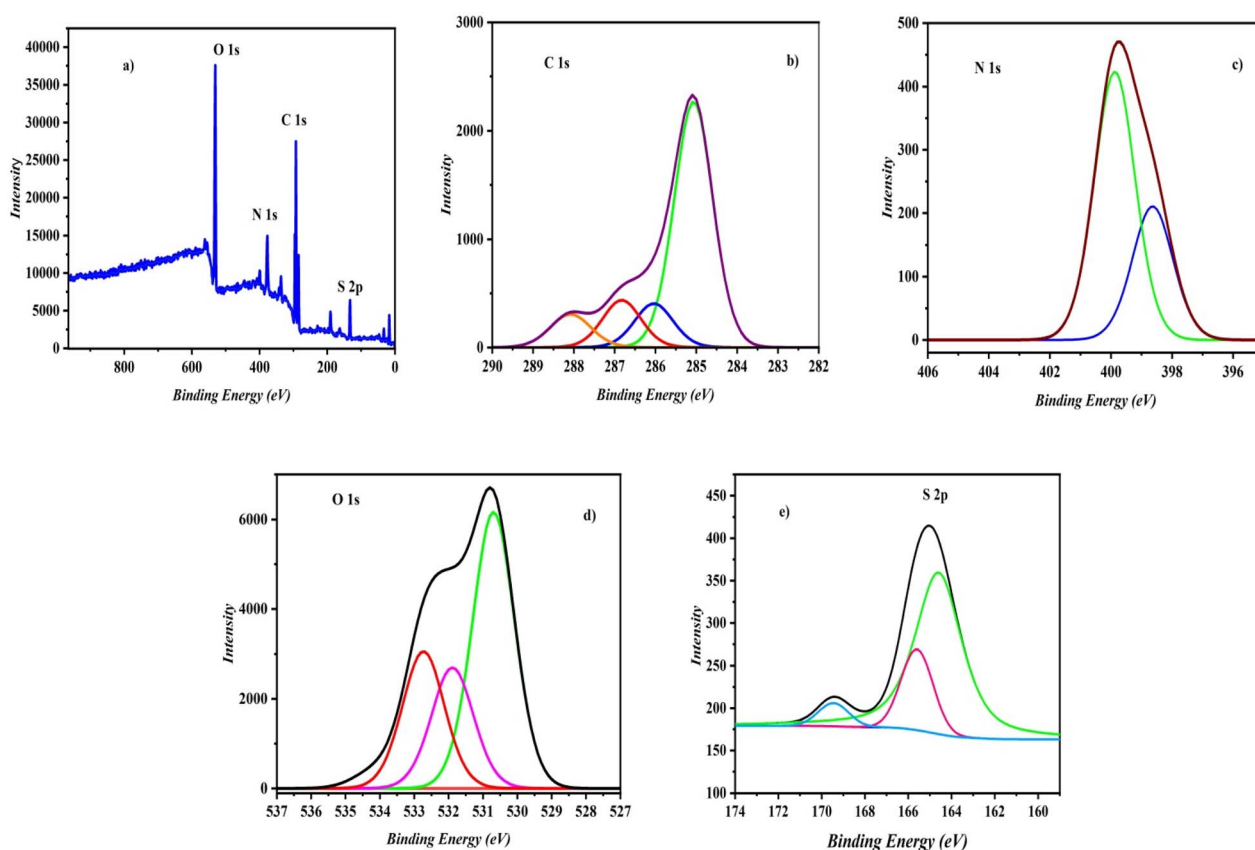 a)
O 1s
C 1s
N 1s
S 2p
40000
35000
30000
25000
20000
15000
10000
5000
0
Intensity
800 600 400 200 0
Binding Energy (eV)
C 1s
b)
3000
2000
1000
0
Intensity
290 289 288 287 286 285 284 283 282
Binding Energy (eV)
N 1s
c)
500
400
300
200
100
0
Intensity
406 404 402 400 398 396
Binding Energy (eV)
O 1s
d)
6000
4000
2000
0
Intensity
537 536 535 534 533 532 531 530 529 528 527
Binding Energy (eV)
S 2p
e)
450
400
350
300
250
200
150
100
Intensity
174 172 170 168 166 164 162 160
Binding Energy (eV)